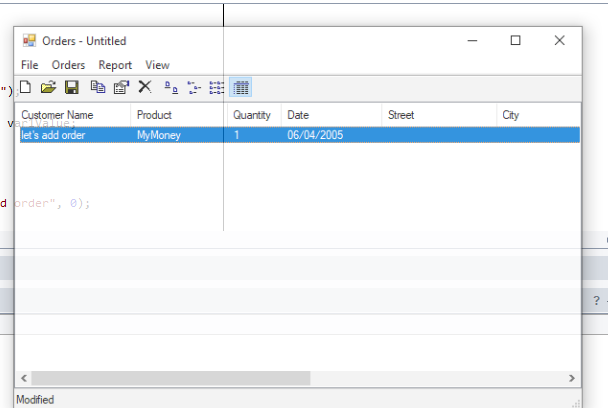 Orders - Untitled
File Orders Report View
");
Customer Name Product Quantity Date Street City
var1Value;
let's add order MyMoney 1 06/04/2005
d order", 0);
?
Modified